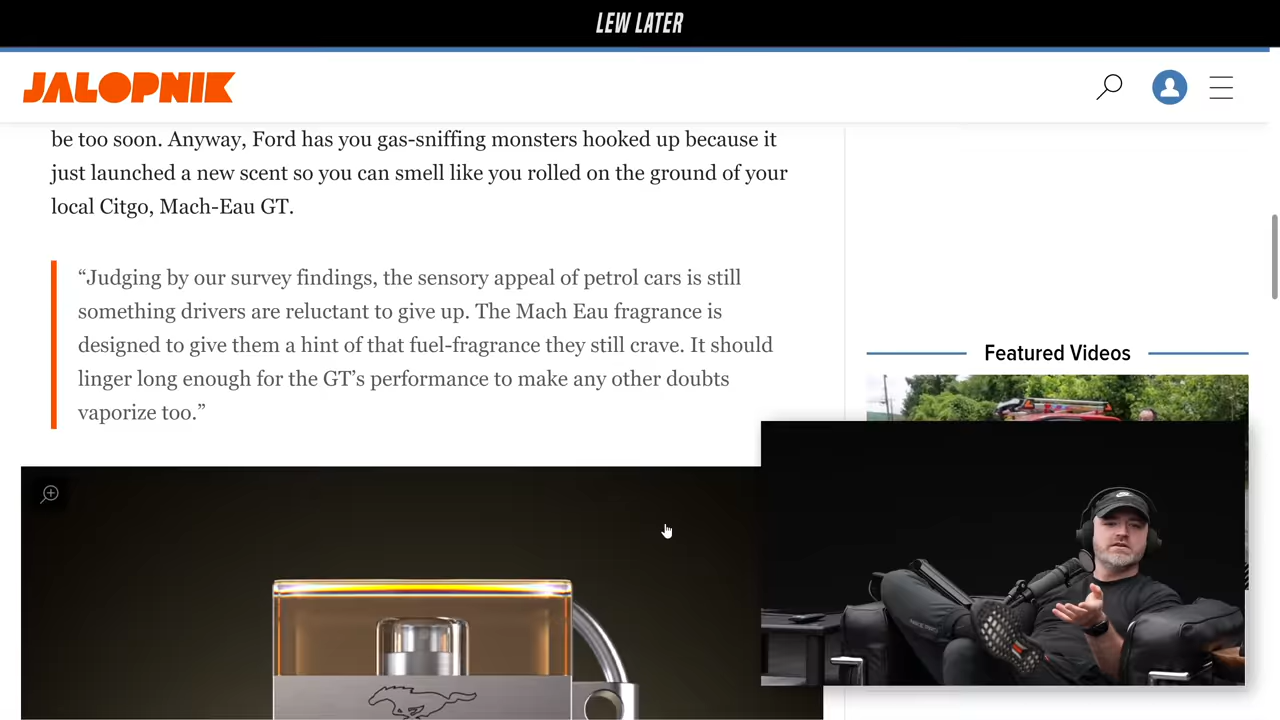 LEW LATER
JALOPNIK
be too soon. Anyway, Ford has you gas-sniffing monsters hooked up because it
just launched a new scent so you can smell like you rolled on the ground of your
local Citgo, Mach-Eau GT.
“Judging by our survey findings, the sensory appeal of petrol cars is still
something drivers are reluctant to give up. The Mach Eau fragrance is
designed to give them a hint of that fuel-fragrance they still crave. It should
linger long enough for the GT’s performance to make any other doubts
vaporize too.”
Featured Videos